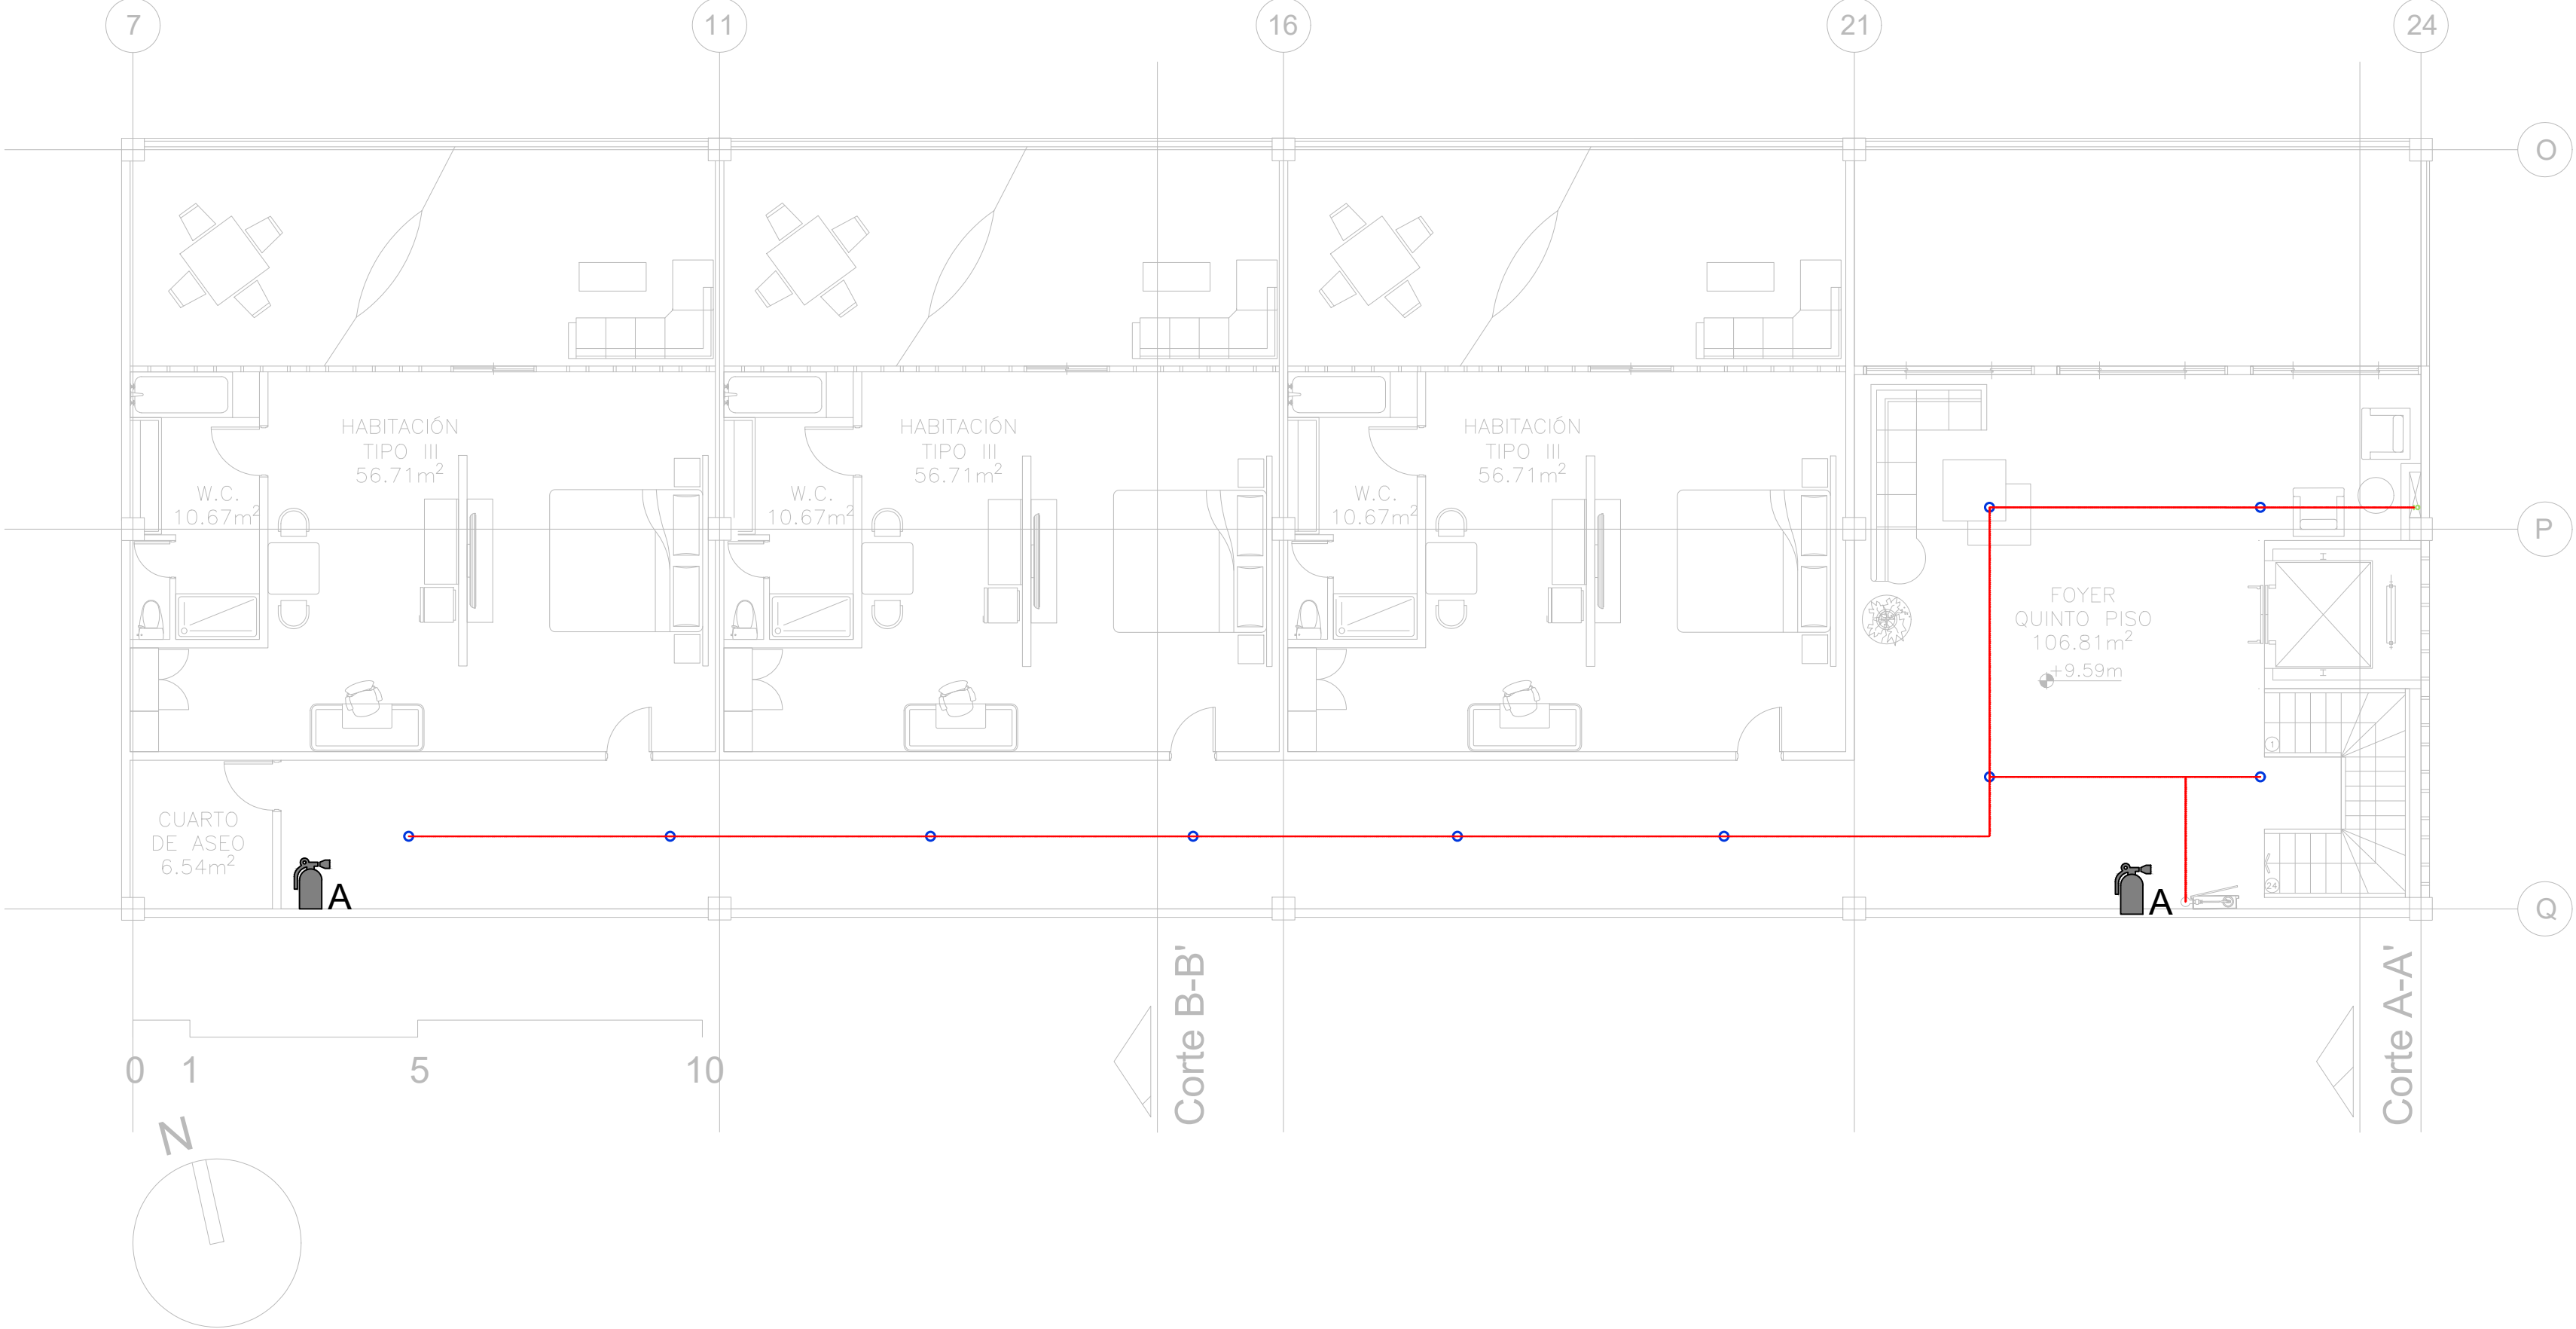 7
11
16
21
24
O
HABITACIÓN
TIPO III
56.71m²
W.C.
10.67m²
HABITACIÓN
TIPO III
56.71m²
W.C.
10.67m²
HABITACIÓN
TIPO III
56.71m²
W.C.
10.67m²
P
FOYER
QUINTO PISO
106.81m²
+9.59m
1
CUARTO
DE ASEO
6.54m²
A
A
24
Q
Corte B-B'
Corte A-A'
0 1 5 10
N